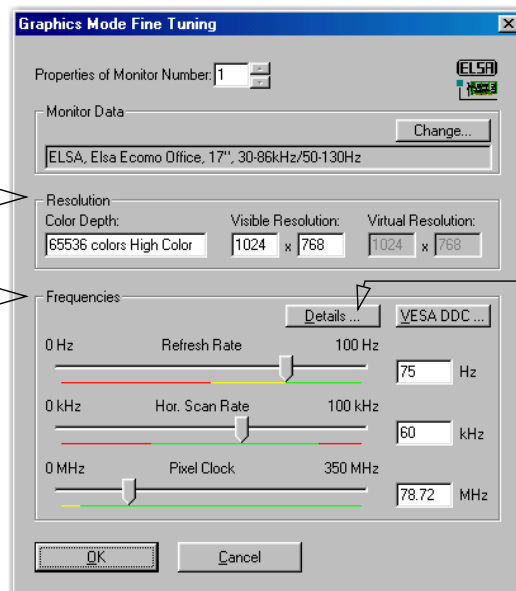 Graphics Mode Fine Tuning
Properties of Monitor Number: 1
ELSA
Monitor Data
Change...
ELSA, Elsa Ecomo Office, 17'', 30-86kHz/50-130Hz
Resolution
Color Depth: Visible Resolution: Virtual Resolution:
65536 colors High Color 1024 x 768 1024 x 768
Frequencies
Details ... VESA DDC ...
0 Hz Refresh Rate 100 Hz
75 Hz
0 kHz Hor. Scan Rate 100 kHz
60 kHz
0 MHz Pixel Clock 350 MHz
78.72 MHz
OK Cancel